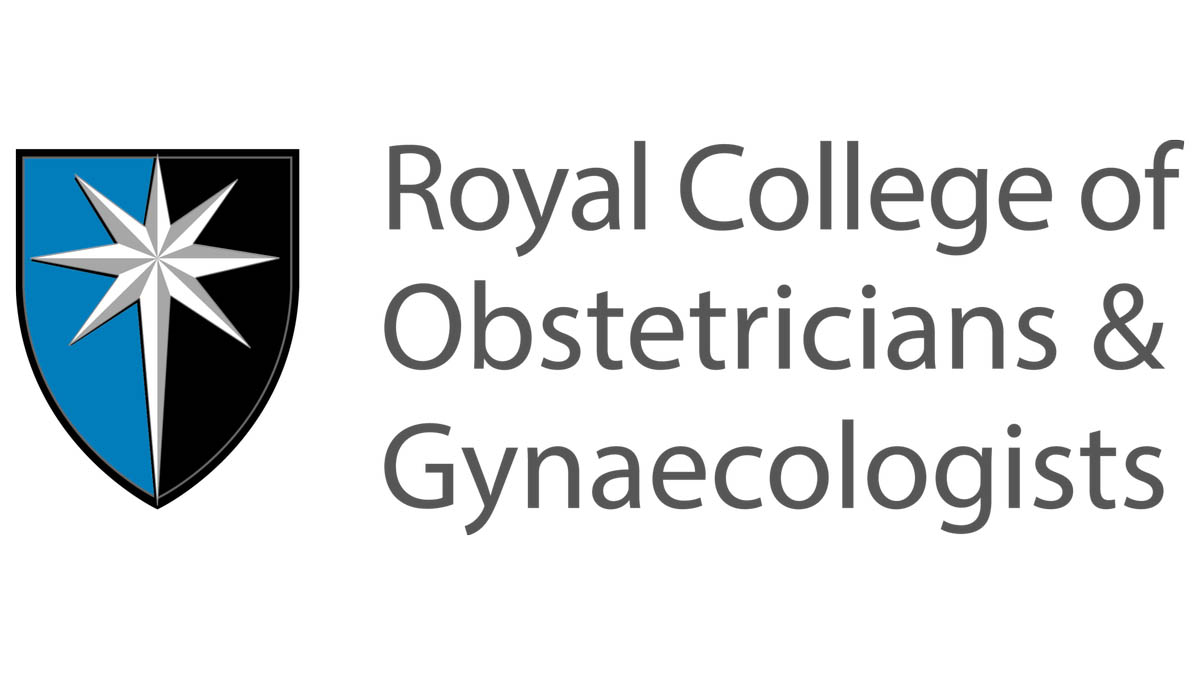 Royal College of
Obstetricians &
Gynaecologists